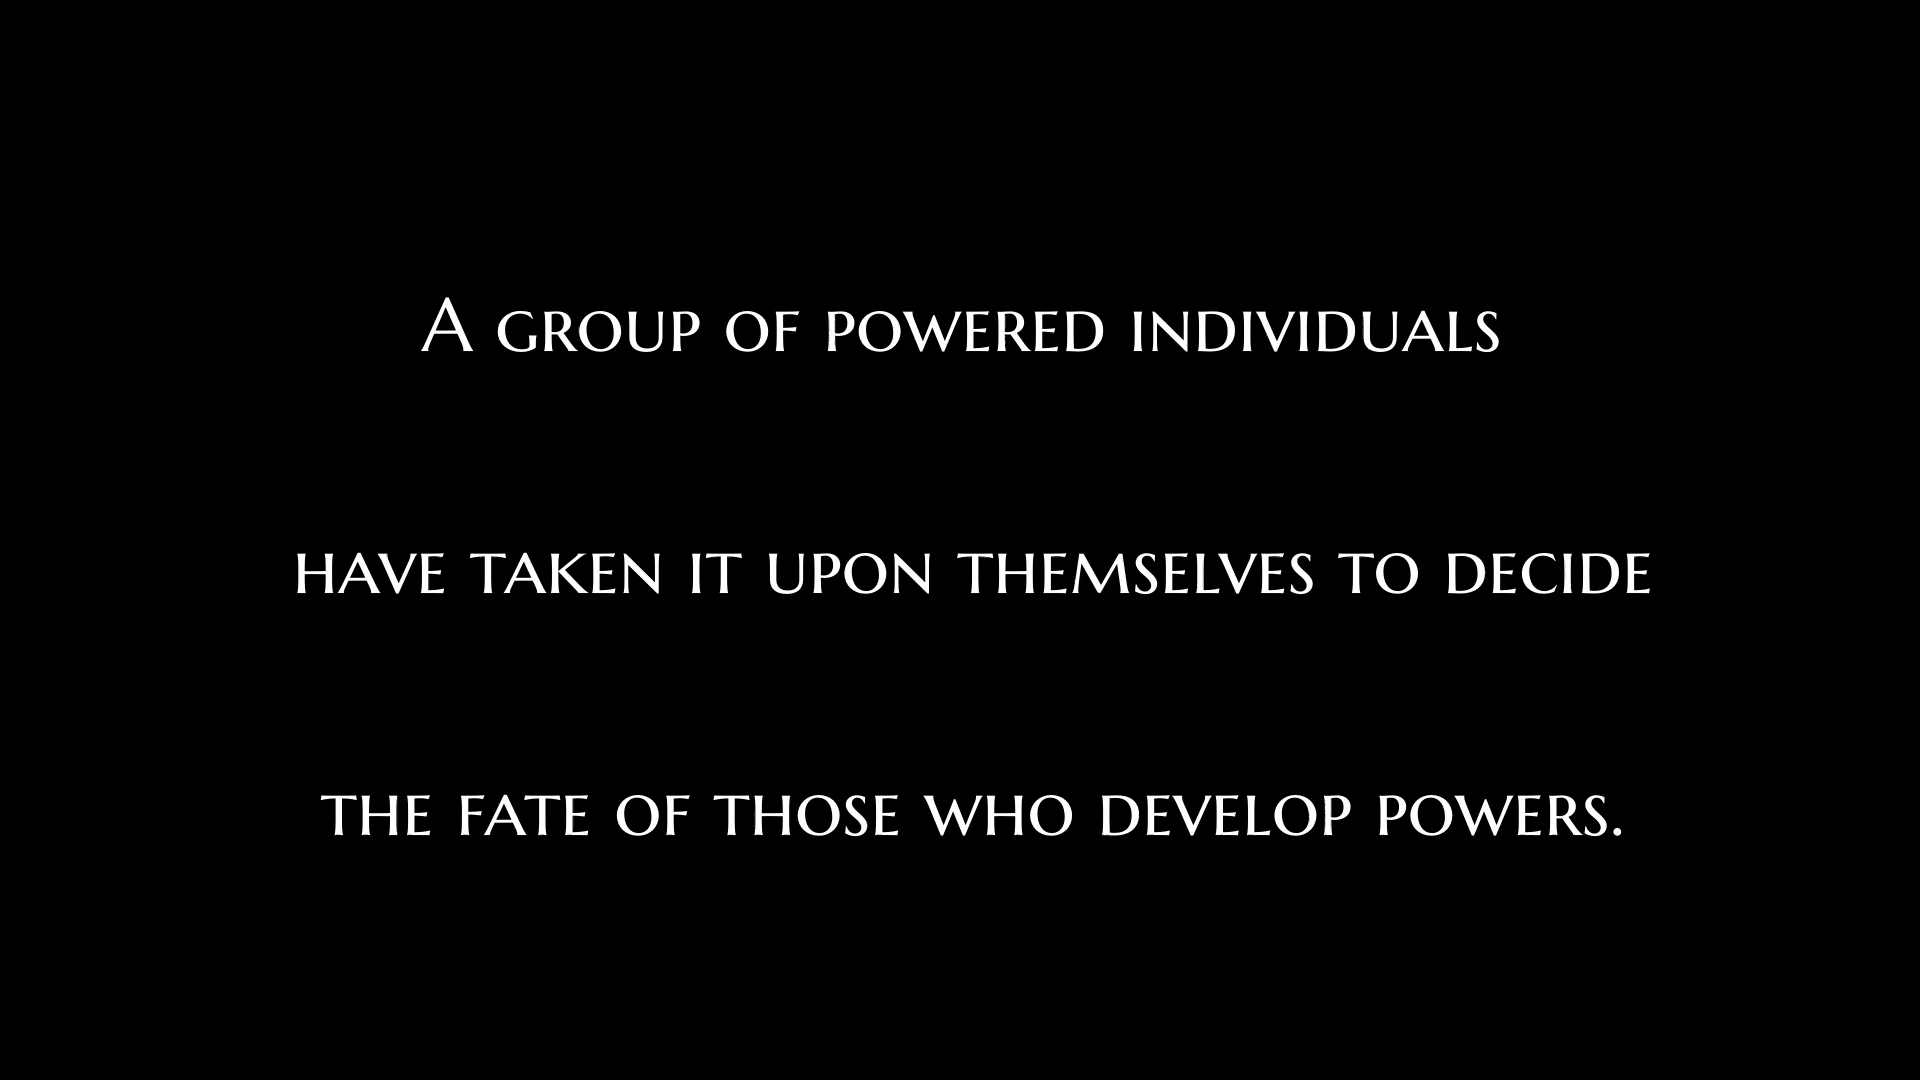 A group of powered individuals
have taken it upon themselves to decide
the fate of those who develop powers.